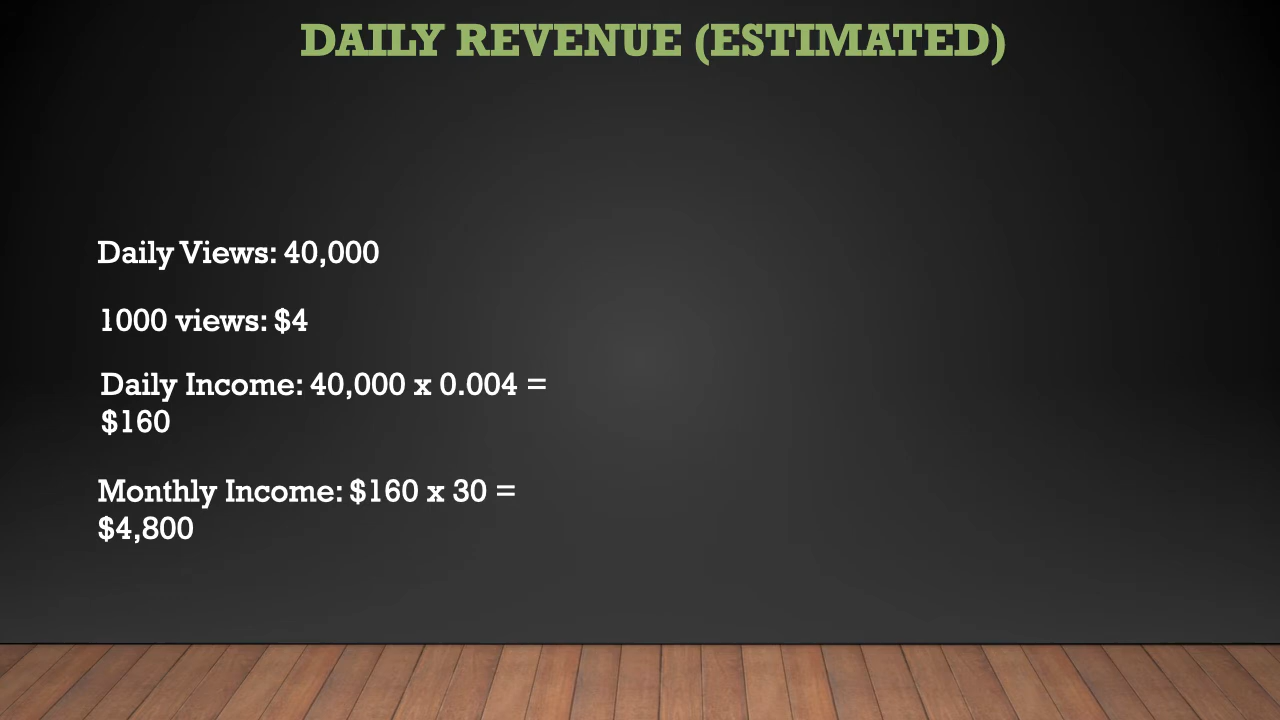 DAILY REVENUE (ESTIMATED)
Daily Views: 40,000
1000 views: $4
Daily Income: 40,000 x 0.004 =
$160
Monthly Income: $160 x 30 =
$4,800